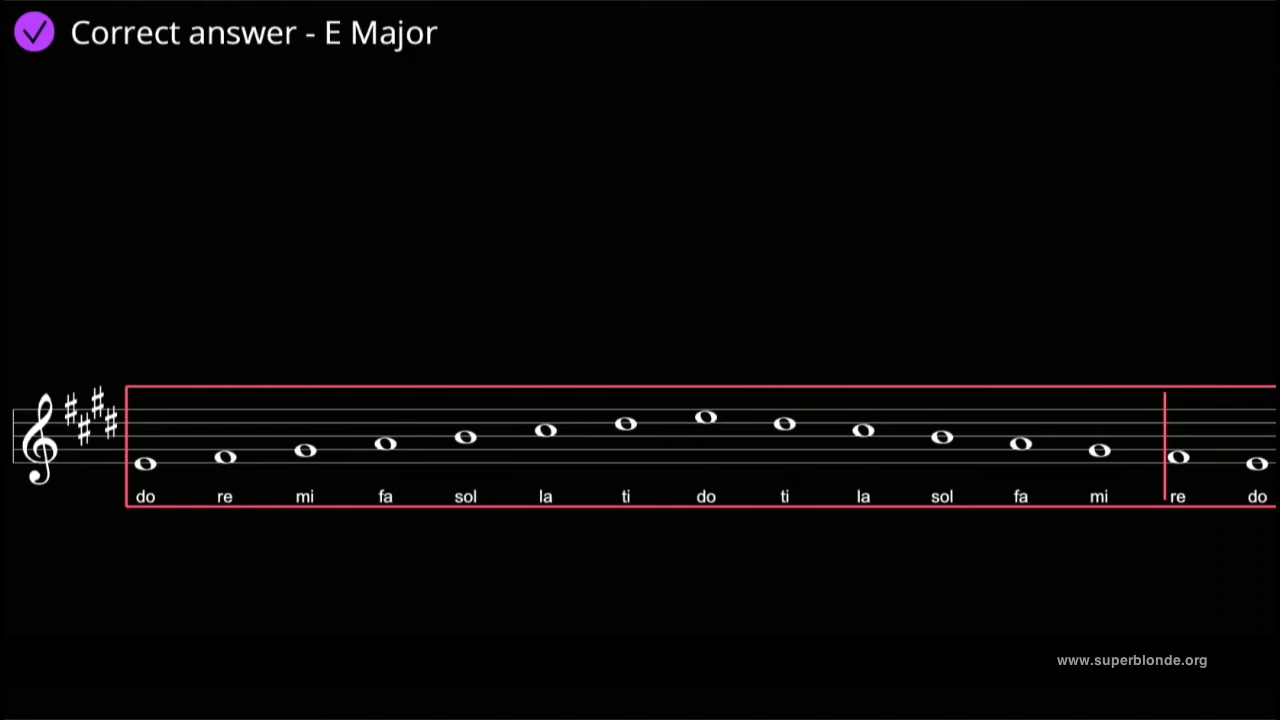 Correct answer - E Major
do re mi fa sol la ti do ti la sol fa mi re do
www.superblonde.org